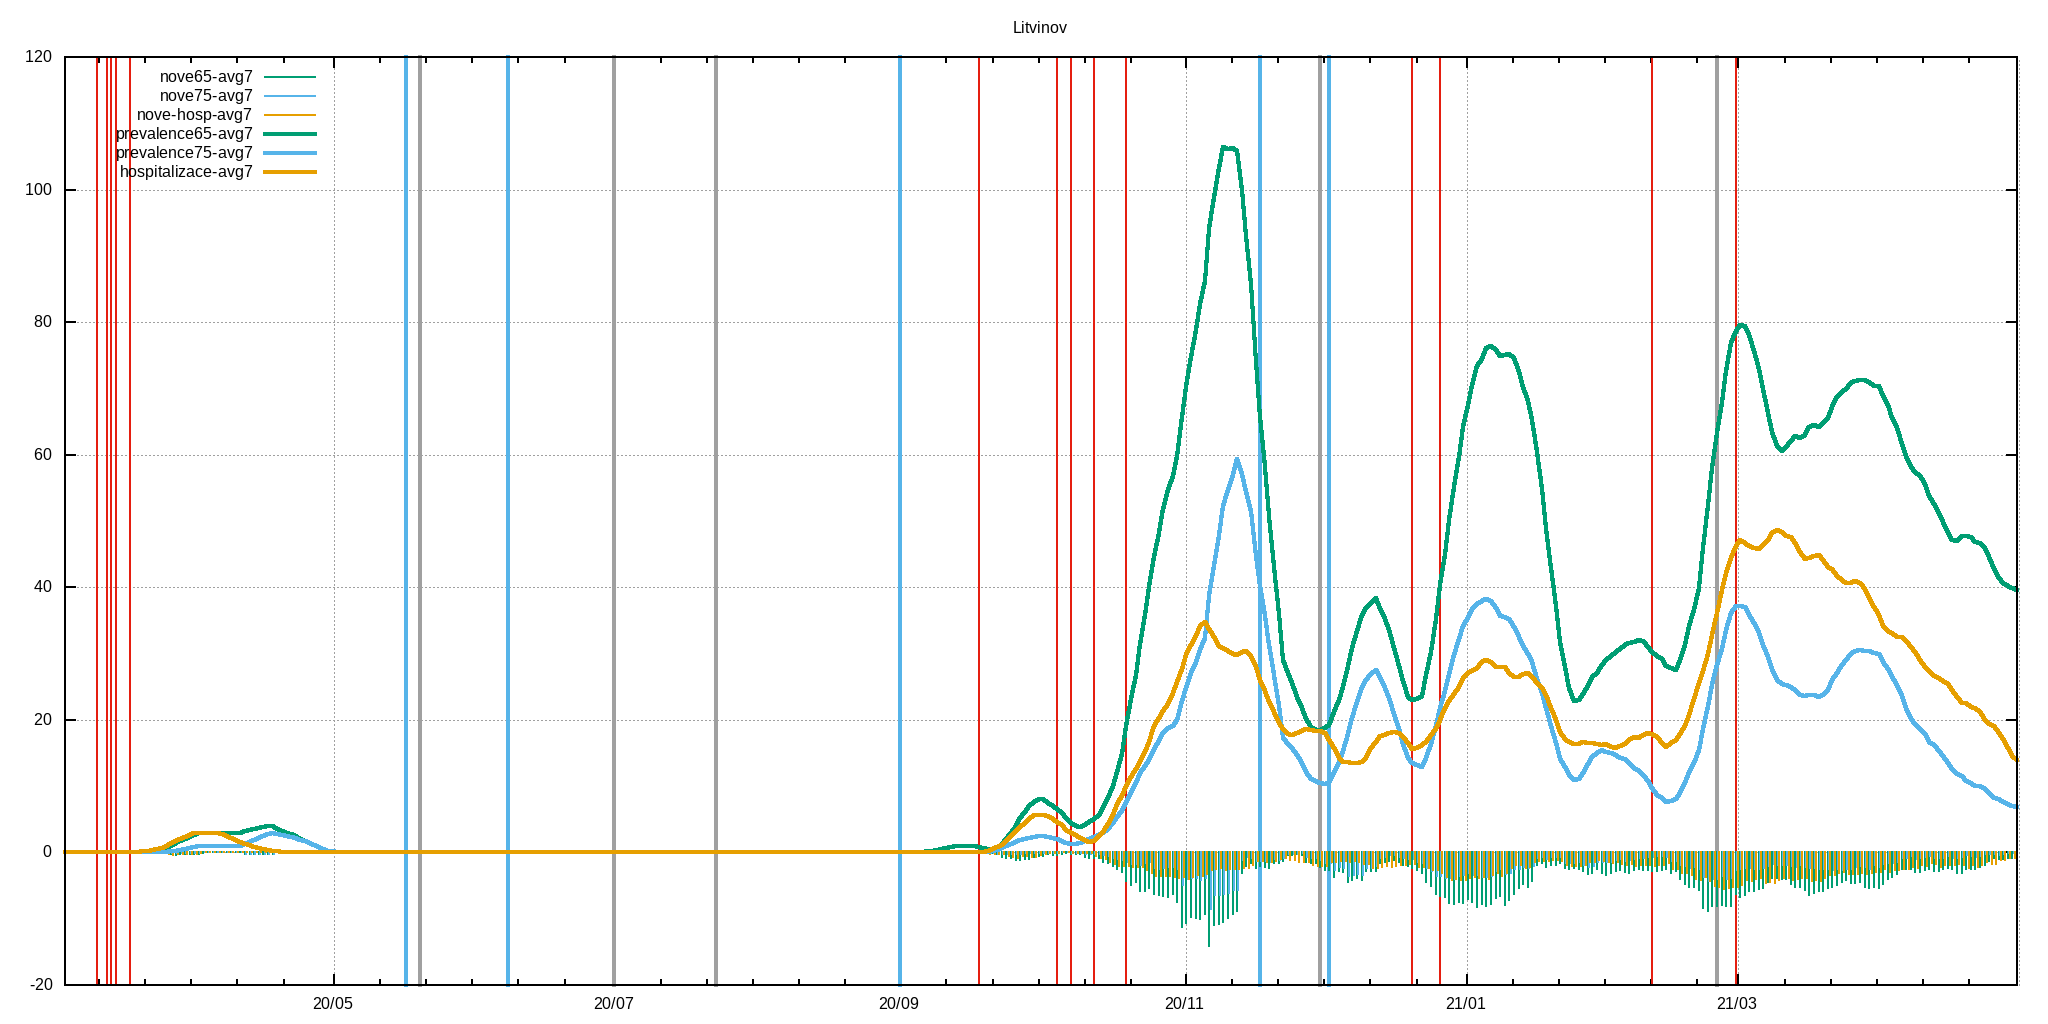 Litvinov
120
nove65-avg7
nove75-avg7
nove-hosp-avg7
prevalence65-avg7
prevalence75-avg7
hospitalizace-avg7
100
80
60
40
20
0
-20
20/05
20/07
20/09
20/11
21/01
21/03